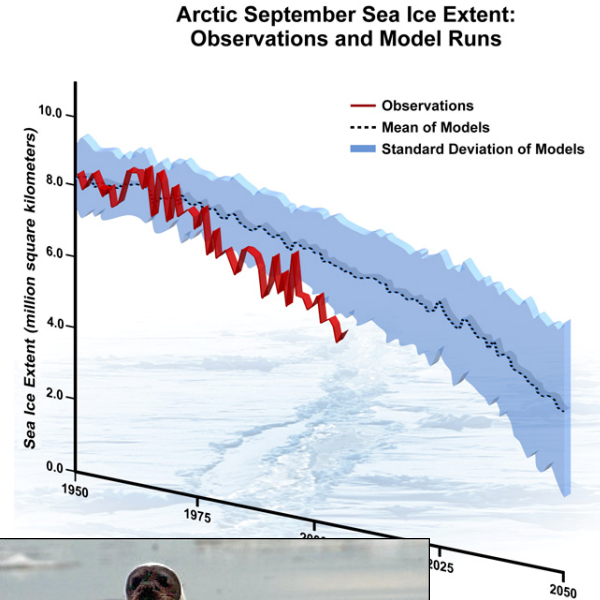 Arctic September Sea Ice Extent:
Observations and Model Runs
Observations
Mean of Models
Standard Deviation of Models
Sea Ice Extent (million square kilometers)
10.0
8.0
6.0
4.0
2.0
0.0
1950
1975
2025
2050